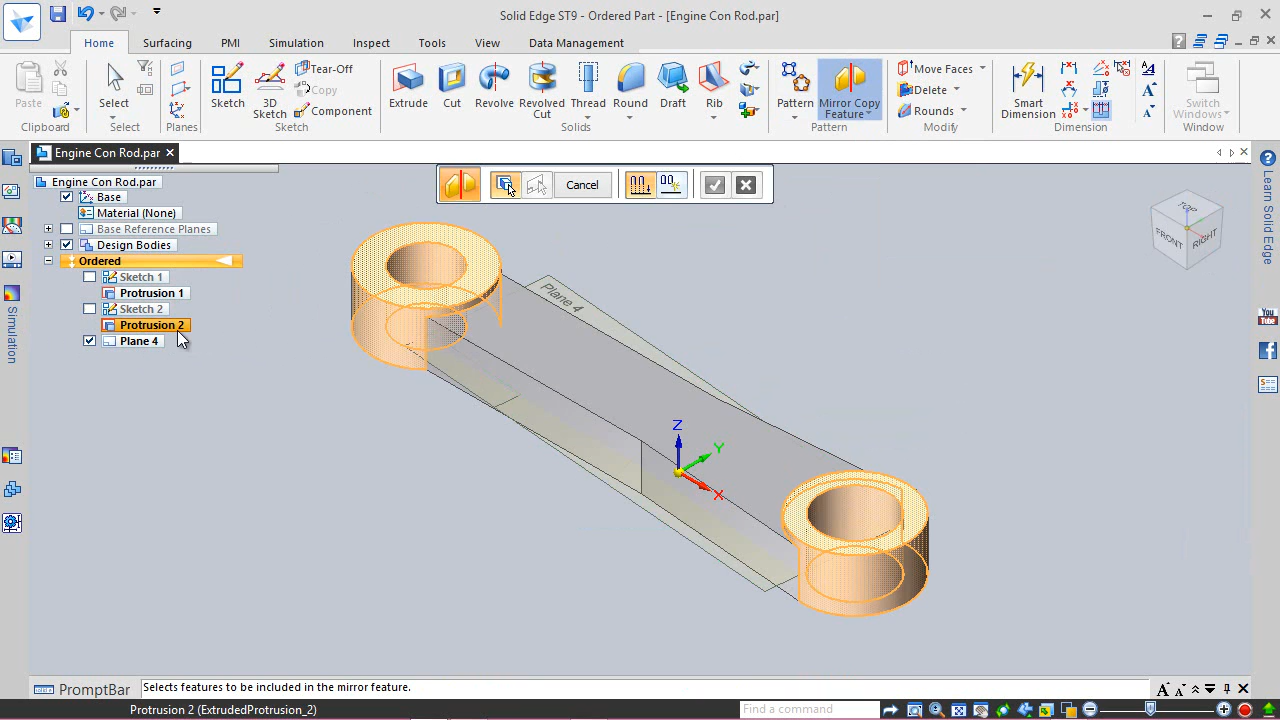 Solid Edge ST9 - Ordered Part - [Engine Con Rod.par]
Home
Surfacing
PMI
Simulation
Inspect
Tools
View
Data Management
Paste
Clipboard
Select
Select
Planes
Sketch
3D
Sketch
Tear-Off
Copy
Component
Sketch
Extrude
Cut
Revolve
Revolved
Cut
Thread
Round
Draft
Rib
Solids
Pattern
Mirror Copy
Feature
Pattern
Move Faces
Delete
Rounds
Modify
Smart
Dimension
Dimension
Switch
Windows
Window
Engine Con Rod.par
Cancel
Engine Con Rod.par
Base
Material (None)
Base Reference Planes
Design Bodies
Ordered
Sketch 1
Protrusion 1
Sketch 2
Protrusion 2
Plane 4
Simulation
Plane 4
Z
Y
X
TOP
FRONT
RIGHT
Learn Solid Edge
You
Tube
PromptBar
Selects features to be included in the mirror feature.
Protrusion 2 (ExtrudedProtrusion_2)
Find a command